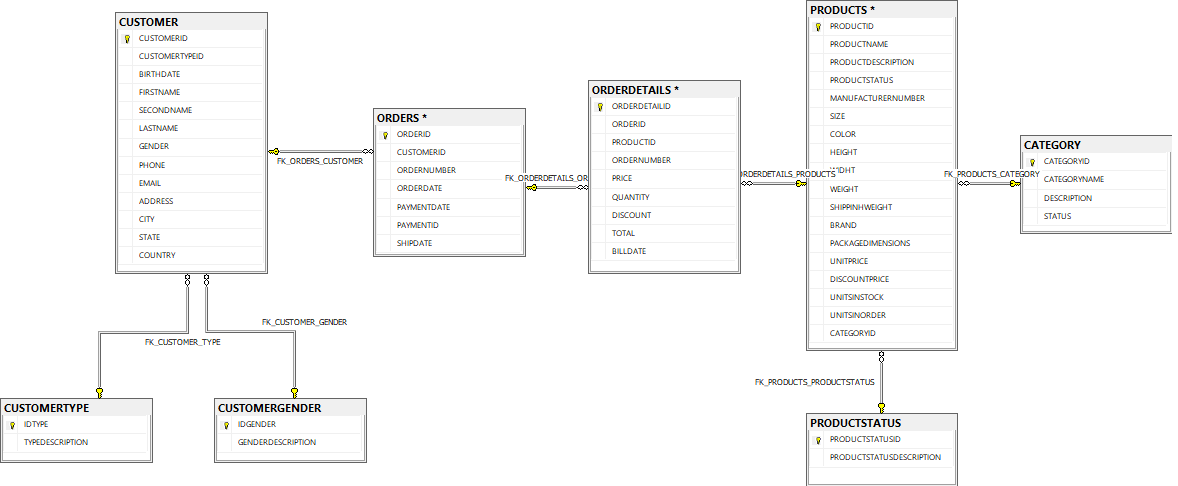 CUSTOMER
CUSTOMERID
CUSTOMERTYPEID
BIRTHDATE
FIRSTNAME
SECONDNAME
LASTNAME
GENDER
PHONE
EMAIL
ADDRESS
CITY
STATE
COUNTRY
FK_ORDERS_CUSTOMER
ORDERS *
ORDERID
CUSTOMERID
ORDERNUMBER
ORDERDATE
PAYMENTDATE
PAYMENTID
SHIPDATE
FK_ORDERDETAILS_OR
ORDERDETAILS *
ORDERDETAILID
ORDERID
PRODUCTID
ORDERNUMBER
PRICE
QUANTITY
DISCOUNT
TOTAL
BILLDATE
ORDERDETAILS_PRODUCTS
PRODUCTS *
PRODUCTID
PRODUCTNAME
PRODUCTDESCRIPTION
PRODUCTSTATUS
MANUFACTURERNUMBER
SIZE
COLOR
HEIGHT
WIDHT
WEIGHT
SHIPPINHWEIGHT
BRAND
PACKAGEDIMENSIONS
UNITPRICE
DISCOUNTPRICE
UNITSINSTOCK
UNITSINORDER
CATEGORYID
FK_PRODUCTS_CATEGORY
CATEGORY
CATEGORYID
CATEGORYNAME
DESCRIPTION
STATUS
FK_CUSTOMER_TYPE
FK_CUSTOMER_GENDER
FK_PRODUCTS_PRODUCTSTATUS
CUSTOMERTYPE
IDTYPE
TYPEDESCRIPTION
CUSTOMERGENDER
IDGENDER
GENDERDESCRIPTION
PRODUCTSTATUS
PRODUCTSTATUSID
PRODUCTSTATUSDESCRIPTION